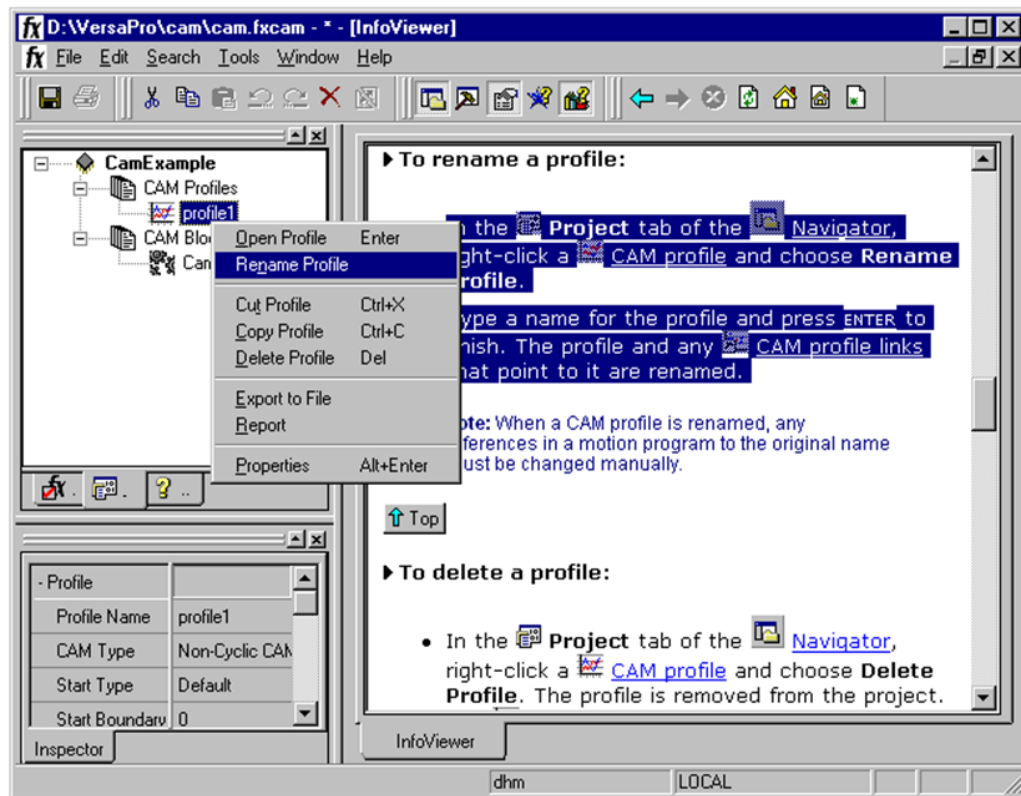 D:\VersaPro\cam\cam.fxcam - * - [InfoViewer]
File Edit Search Tools Window Help
CamExample
CAM Profiles
profile1
CAM Blo
Cam
Open Profile Enter
Rename Profile
Cut Profile Ctrl+X
Copy Profile Ctrl+C
Delete Profile Del
Export to File
Report
Properties Alt+Enter
- Profile
Profile Name profile1
CAM Type Non-Cyclic CAM
Start Type Default
Start Boundary 0
Inspector
To rename a profile:
n the Project tab of the Navigator,
ght-click a CAM profile and choose Rename
rofile.
ype a name for the profile and press ENTER to
nish. The profile and any CAM profile links
hat point to it are renamed.
ote: When a CAM profile is renamed, any
ferences in a motion program to the original name
ust be changed manually.
Top
To delete a profile:
• In the Project tab of the Navigator,
right-click a CAM profile and choose Delete
Profile. The profile is removed from the project.
InfoViewer
dhm LOCAL